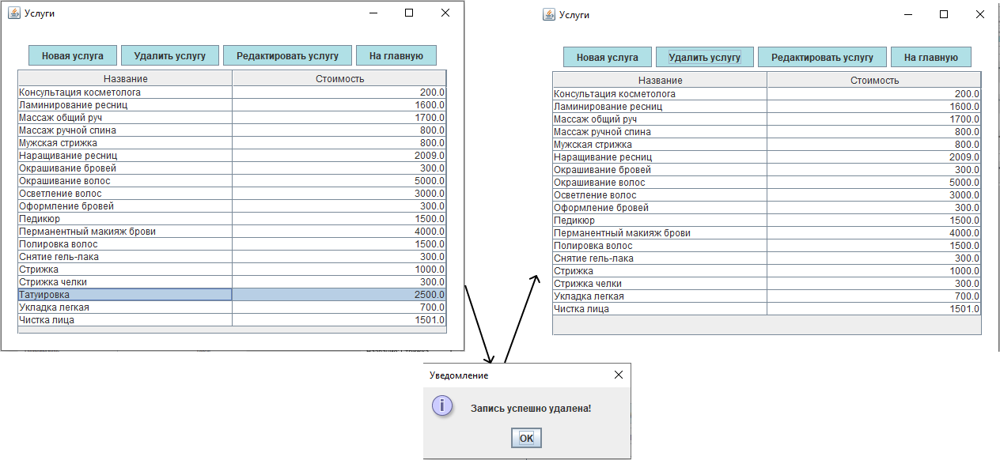 Услуги
Новая услуга Удалить услугу Редактировать услугу На главную
Название Стоимость
Консультация косметолога 200.0
Ламинирование ресниц 1600.0
Массаж общий руч 1700.0
Массаж ручной спина 800.0
Мужская стрижка 800.0
Наращивание ресниц 2009.0
Окрашивание бровей 300.0
Окрашивание волос 5000.0
Осветление волос 3000.0
Оформление бровей 300.0
Педикюр 1500.0
Перманентный макияж брови 4000.0
Полировка волос 1500.0
Снятие гель-лака 300.0
Стрижка 1000.0
Стрижка челки 300.0
Татуировка 2500.0
Укладка легкая 700.0
Чистка лица 1501.0
Услуги
Новая услуга Удалить услугу Редактировать услугу На главную
Название Стоимость
Консультация косметолога 200.0
Ламинирование ресниц 1600.0
Массаж общий руч 1700.0
Массаж ручной спина 800.0
Мужская стрижка 800.0
Наращивание ресниц 2009.0
Окрашивание бровей 300.0
Окрашивание волос 5000.0
Осветление волос 3000.0
Оформление бровей 300.0
Педикюр 1500.0
Перманентный макияж брови 4000.0
Полировка волос 1500.0
Снятие гель-лака 300.0
Стрижка 1000.0
Стрижка челки 300.0
Укладка легкая 700.0
Чистка лица 1501.0
Уведомление
Запись успешно удалена!
OK